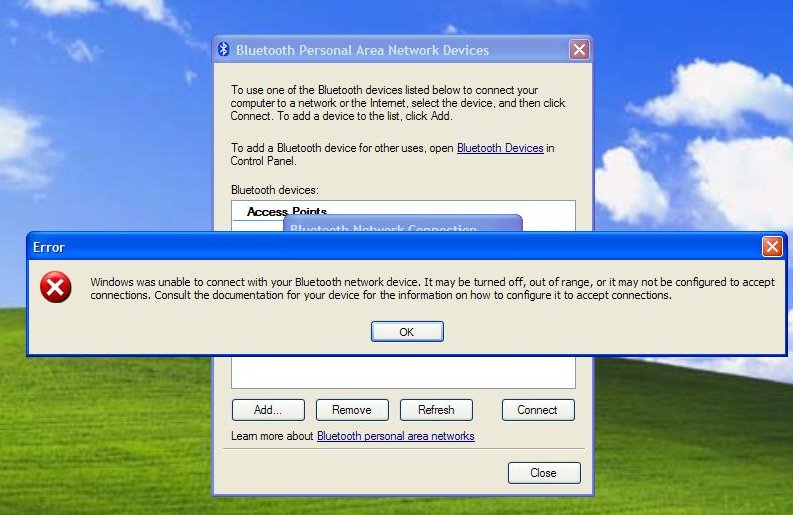 Bluetooth Personal Area Network Devices
To use one of the Bluetooth devices listed below to connect your
computer to a network or the Internet, select the device, and then click
Connect. To add a device to the list, click Add.
To add a Bluetooth device for other uses, open Bluetooth Devices in
Control Panel.
Bluetooth devices:
Access Points
Bluetooth Network Connection
Error
Windows was unable to connect with your Bluetooth network device. It may be turned off, out of range, or it may not be configured to accept
connections. Consult the documentation for your device for the information on how to configure it to accept connections.
OK
Add... Remove Refresh Connect
Learn more about Bluetooth personal area networks
Close